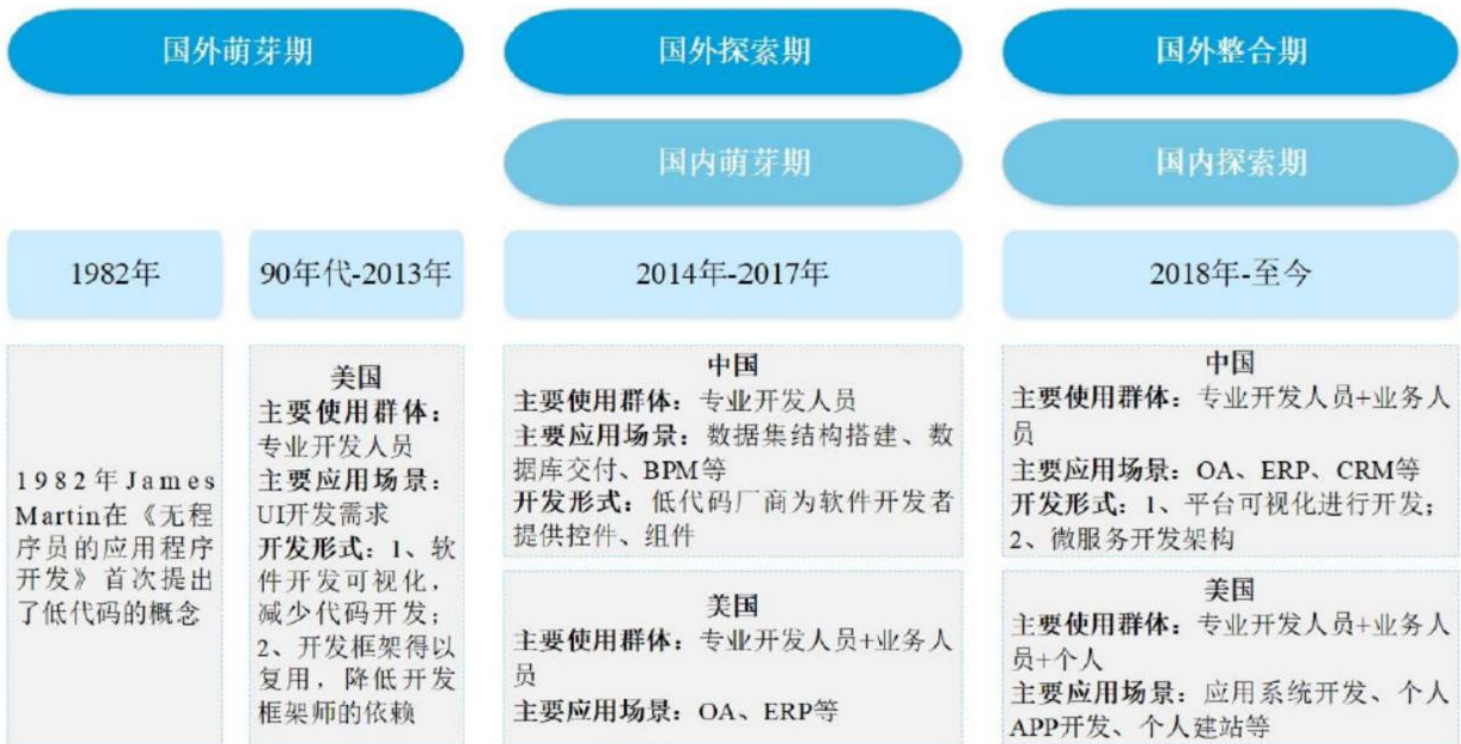 国外萌芽期
国外探索期
国外整合期
国内萌芽期
国内探索期
1982年
90年代-2013年
2014年-2017年
2018年-至今
1982年James
Martin在《无程
序员的应用程序
开发》首次提出
了低代码的概念
美国
主要使用群体：
专业开发人员
主要应用场景：
UI开发需求
开发形式：1、软
件开发可视化，
减少代码开发；
2、开发框架得以
复用，降低开发
框架师的依赖
中国
主要使用群体：专业开发人员
主要应用场景：数据集结构搭建、数
据库交付、BPM等
开发形式：低代码厂商为软件开发者
提供控件、组件
美国
主要使用群体：专业开发人员+业务人
员
主要应用场景：OA、ERP等
中国
主要使用群体：专业开发人员+业务人
员
主要应用场景：OA、ERP、CRM等
开发形式：1、平台可视化进行开发；
2、微服务开发架构
美国
主要使用群体：专业开发人员+业务人
员+个人
主要应用场景：应用系统开发、个人
APP开发、个人建站等